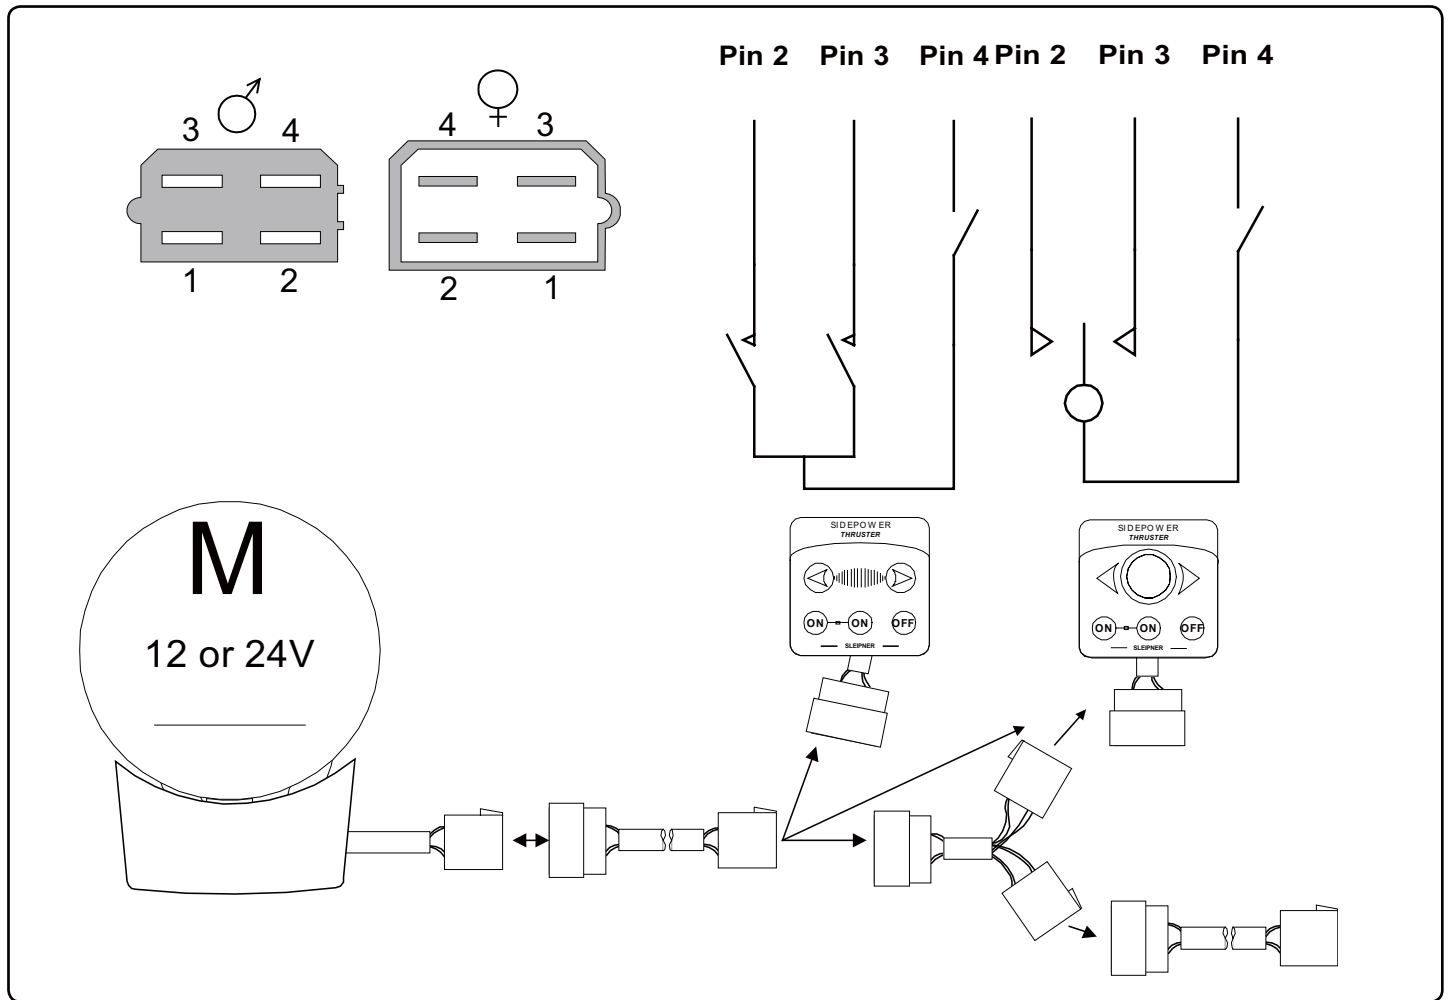 Pin 2 Pin 3 Pin 4 Pin 2 Pin 3 Pin 4
3 4
4 3
1 2
2 1
M
12 or 24V
SIDEPOWER
THRUSTER
ON ON OFF
SLEIPNER
SIDEPOWER
THRUSTER
ON ON OFF
SLEIPNER